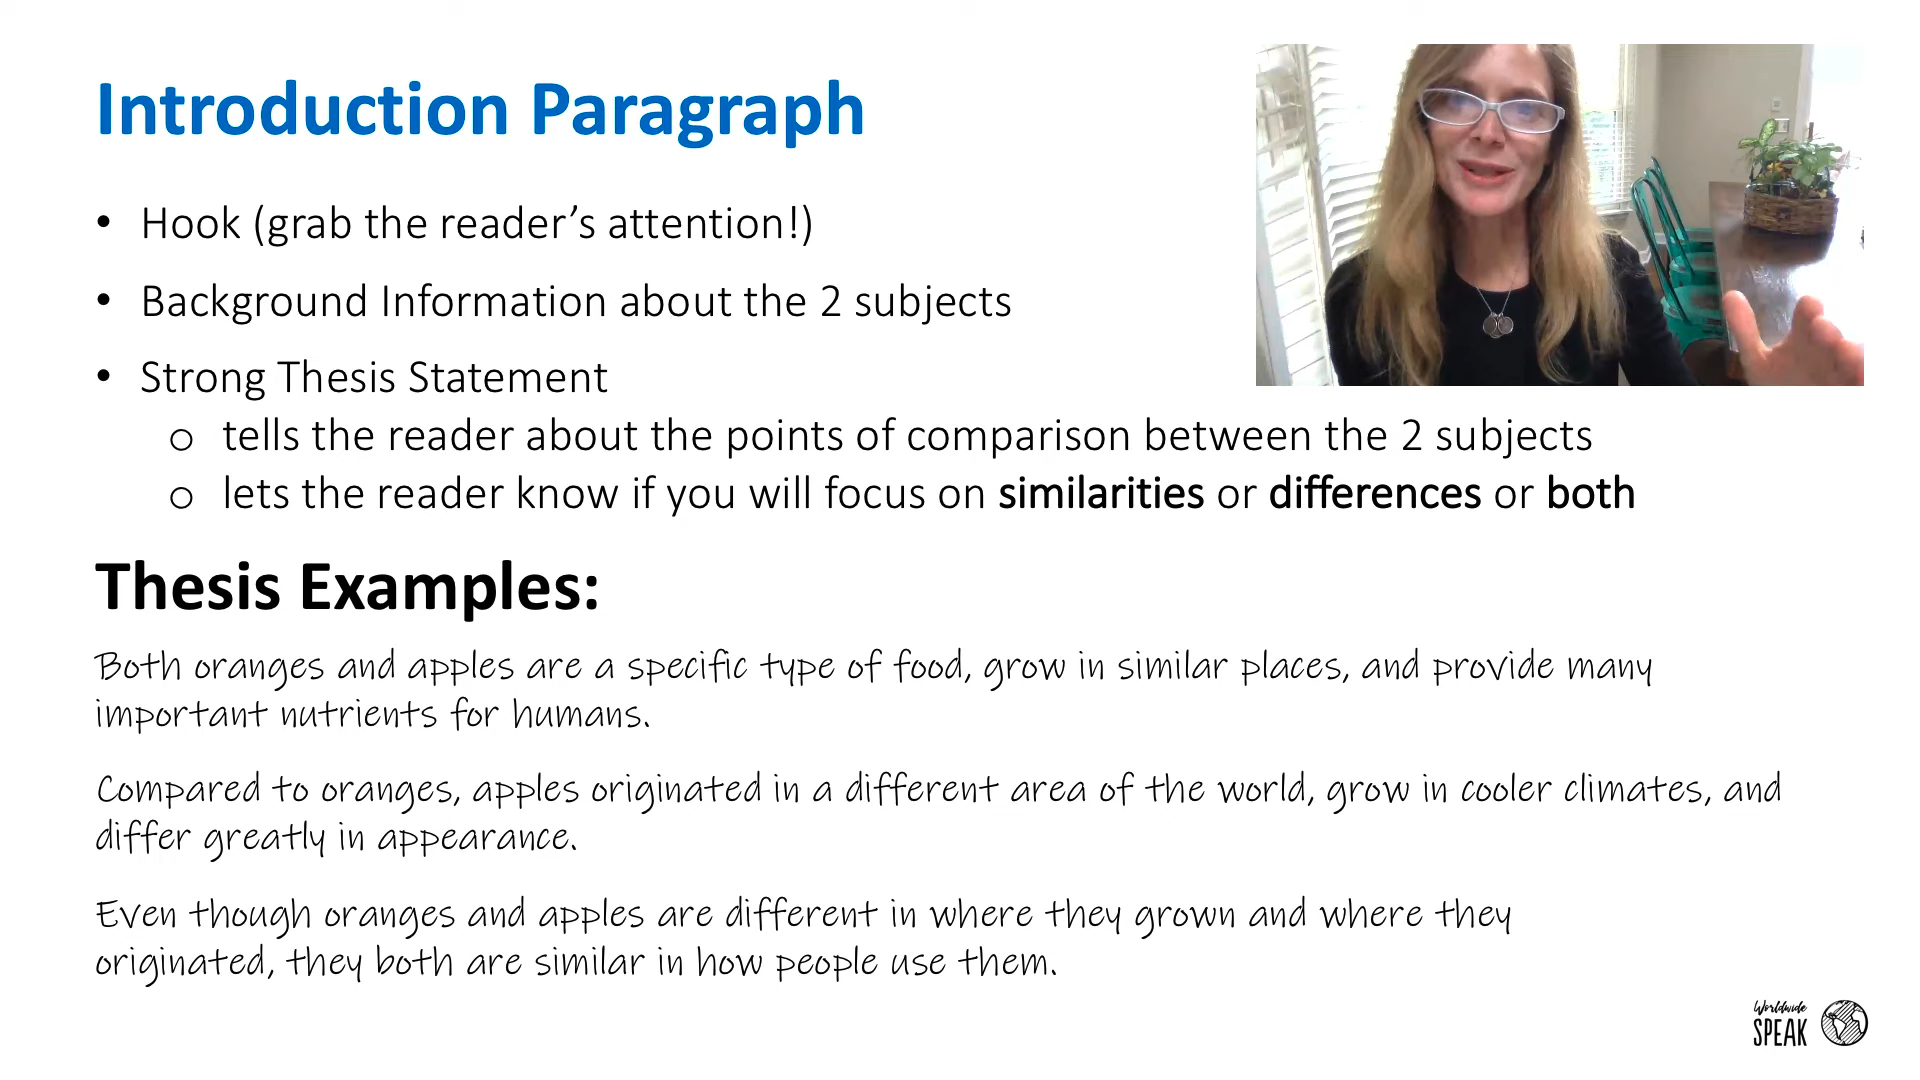 Introduction Paragraph
• Hook (grab the reader’s attention!)
• Background Information about the 2 subjects
• Strong Thesis Statement
o tells the reader about the points of comparison between the 2 subjects
o lets the reader know if you will focus on similarities or differences or both
Thesis Examples:
Both oranges and apples are a specific type of food, grow in similar places, and provide many
important nutrients for humans.
Compared to oranges, apples originated in a different area of the world, grow in cooler climates, and
differ greatly in appearance.
Even though oranges and apples are different in where they grown and where they
originated, they both are similar in how people use them.
Worldwide
SPEAK